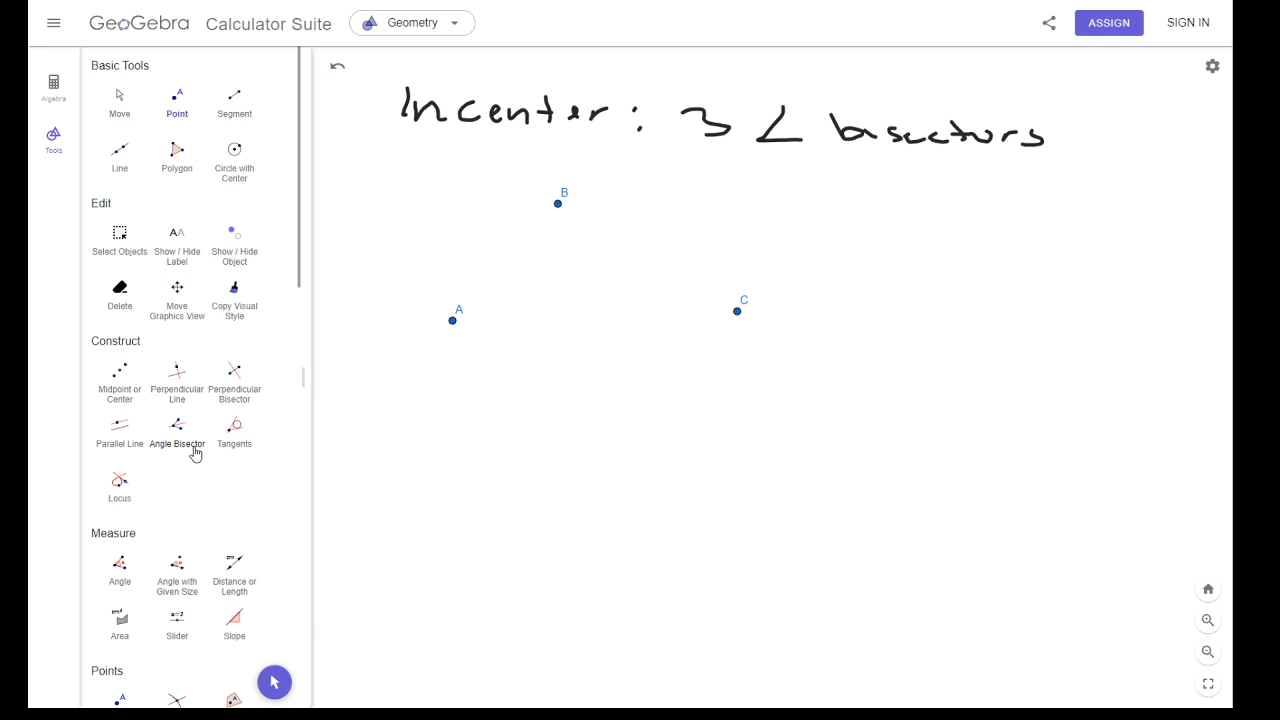 GeoGebra Calculator Suite Geometry ASSIGN SIGN IN
Algebra
Tools
Basic Tools
Move Point Segment
Line Polygon Circle with Center
Edit
Select Objects Show / Hide Label Show / Hide Object
Delete Move Graphics View Copy Visual Style
Construct
Midpoint or Center Perpendicular Line Perpendicular Bisector
Parallel Line Angle Bisector Tangents
Locus
Measure
Angle Angle with Given Size Distance or Length
Area Slider Slope
Points
Incenter: 3 ∠ bisectors
B
A
C